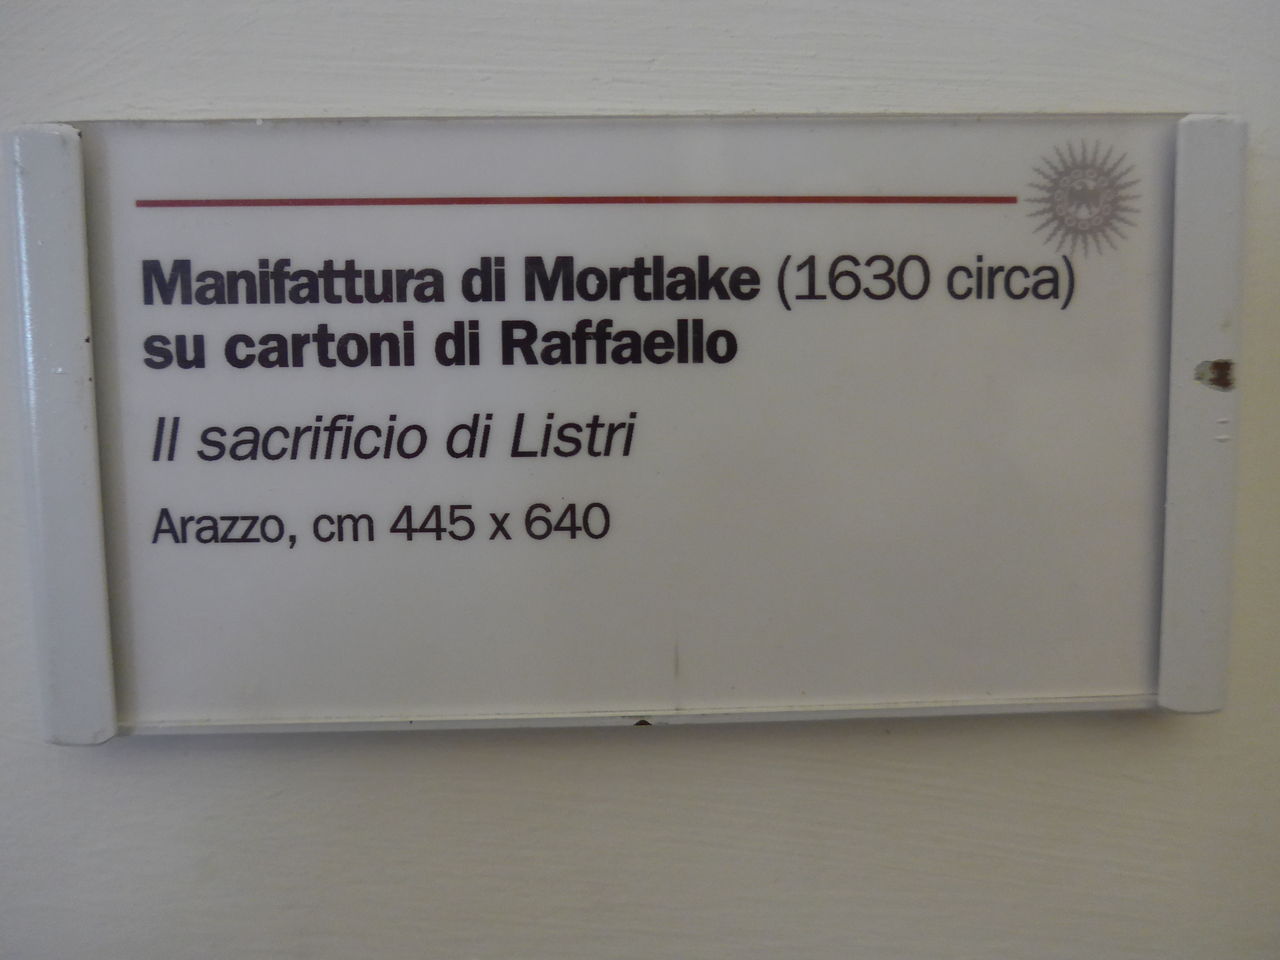 Manifattura di Mortlake (1630 circa)
su cartoni di Raffaello
Il sacrificio di Listri
Arazzo, cm 445 x 640